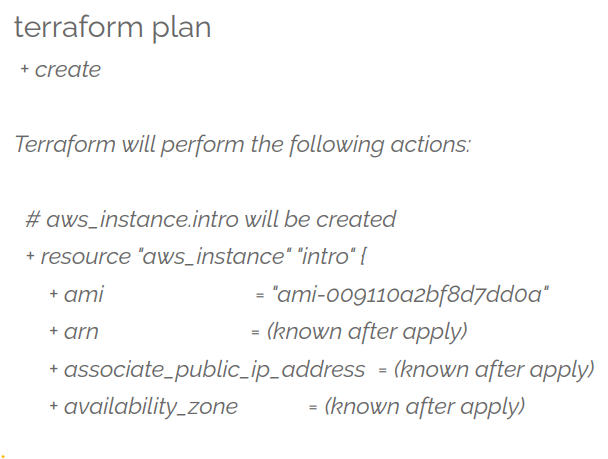 terraform plan
+ create
Terraform will perform the following actions:
# aws_instance.intro will be created
+ resource "aws_instance" "intro" {
+ ami = "ami-009110a2bf8d7dd0a"
+ arn = (known after apply)
+ associate_public_ip_address = (known after apply)
+ availability_zone = (known after apply)